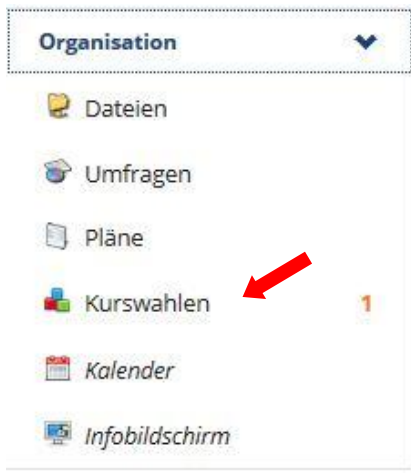 Organisation
Dateien
Umfragen
Pläne
Kurswahlen 1
Kalender
Infobildschirm